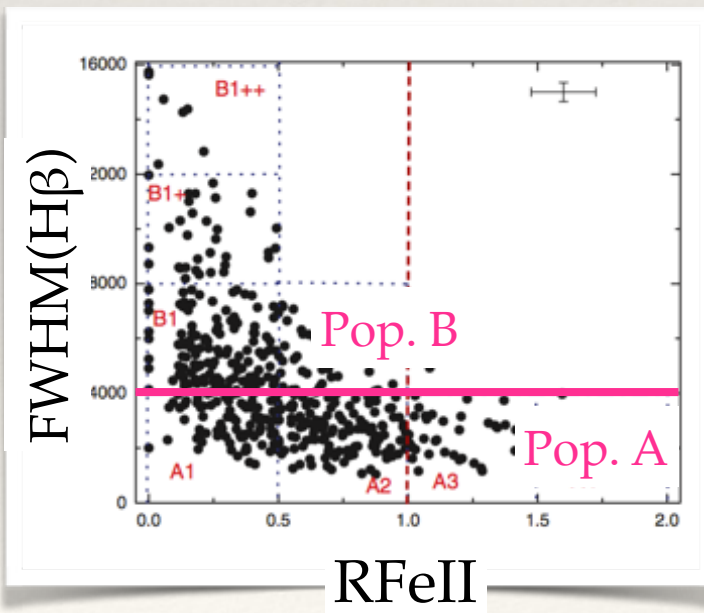 16000
B1++
2000
B1+
8000
B1
Pop. B
4000
Pop. A
A1
A2
A3
0
0.0
0.5
1.0
1.5
2.0
FWHM(Hβ)
RFeII